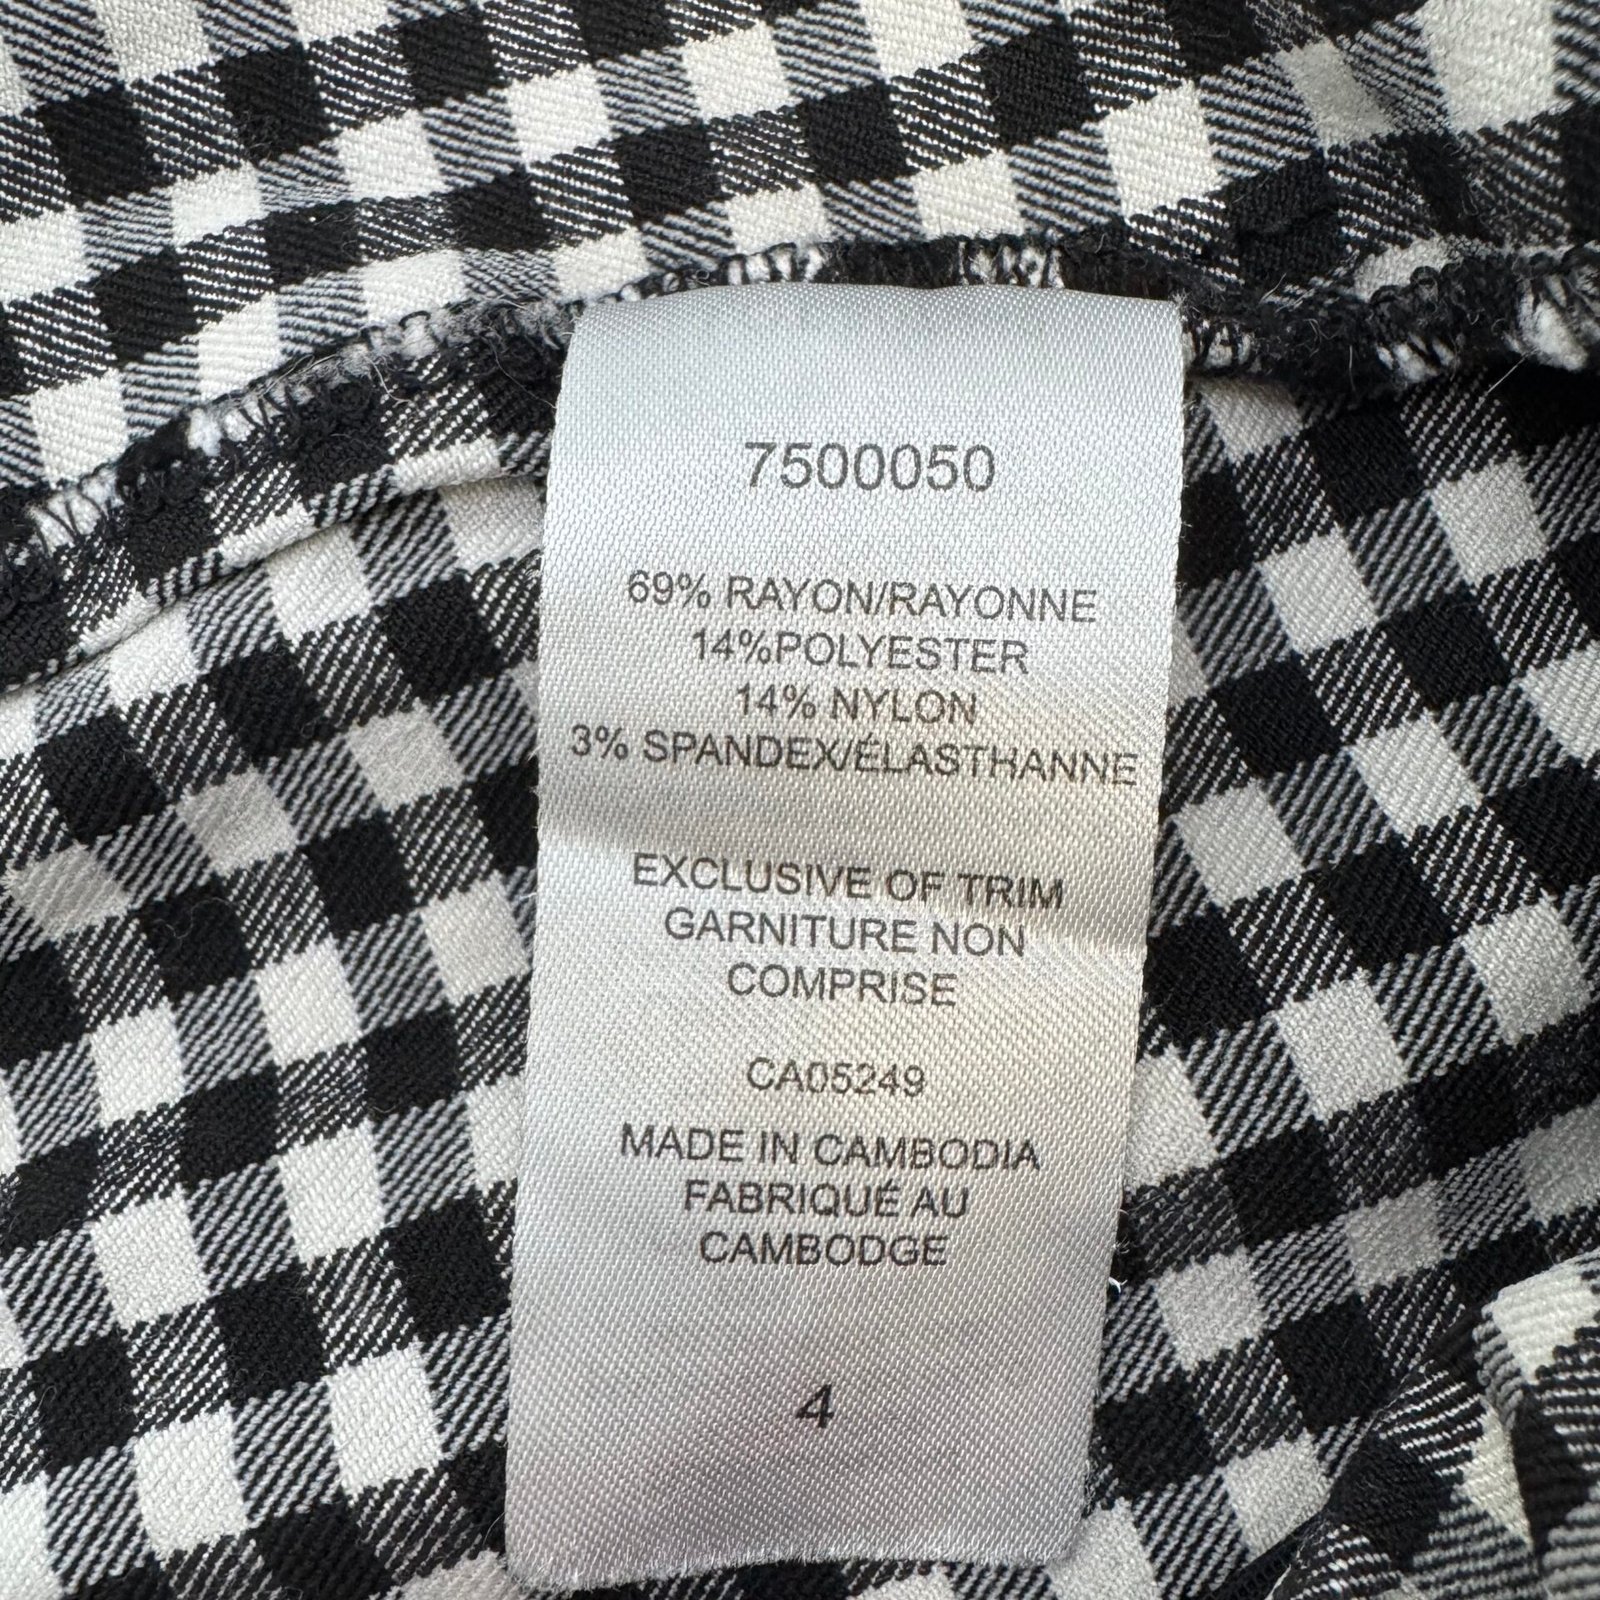 7500050
69% RAYON/RAYONNE
14%POLYESTER
14% NYLON
3% SPANDEX/ÉLASTHANNE
EXCLUSIVE OF TRIM
GARNITURE NON
COMPRISE
CA05249
MADE IN CAMBODIA
FABRIQUÉ AU
CAMBODGE
4